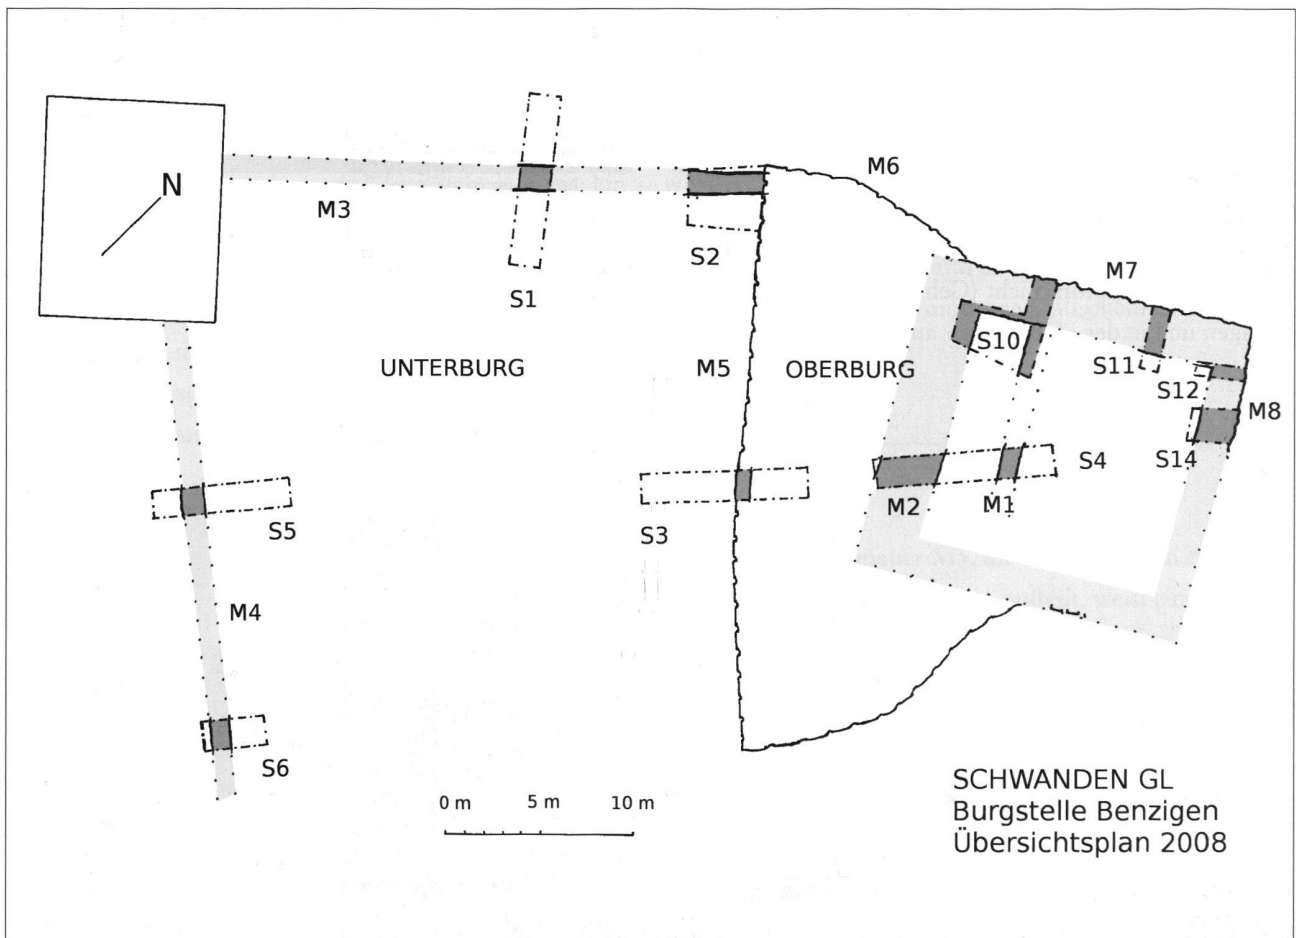 M6
N
M3
S2
M7
S1
S10
UNTERBURG
M5
OBERBURG
S11
S12
M8
S4
S14
M2
M1
S5
S3
M4
S6
0 m
5 m
10 m
SCHWANDEN GL
Burgstelle Benzigen
Übersichtsplan 2008